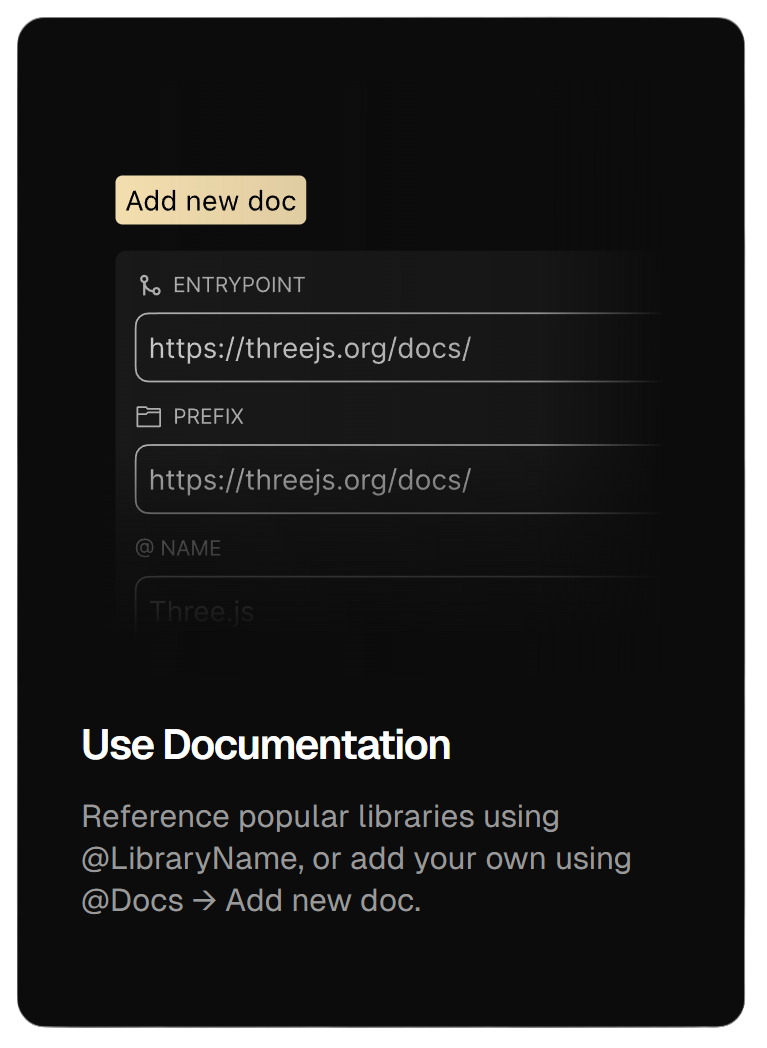 Add new doc
ENTRYPOINT
https://threejs.org/docs/
PREFIX
https://threejs.org/docs/
@ NAME
Three.js
Use Documentation
Reference popular libraries using
@LibraryName, or add your own using
@Docs → Add new doc.